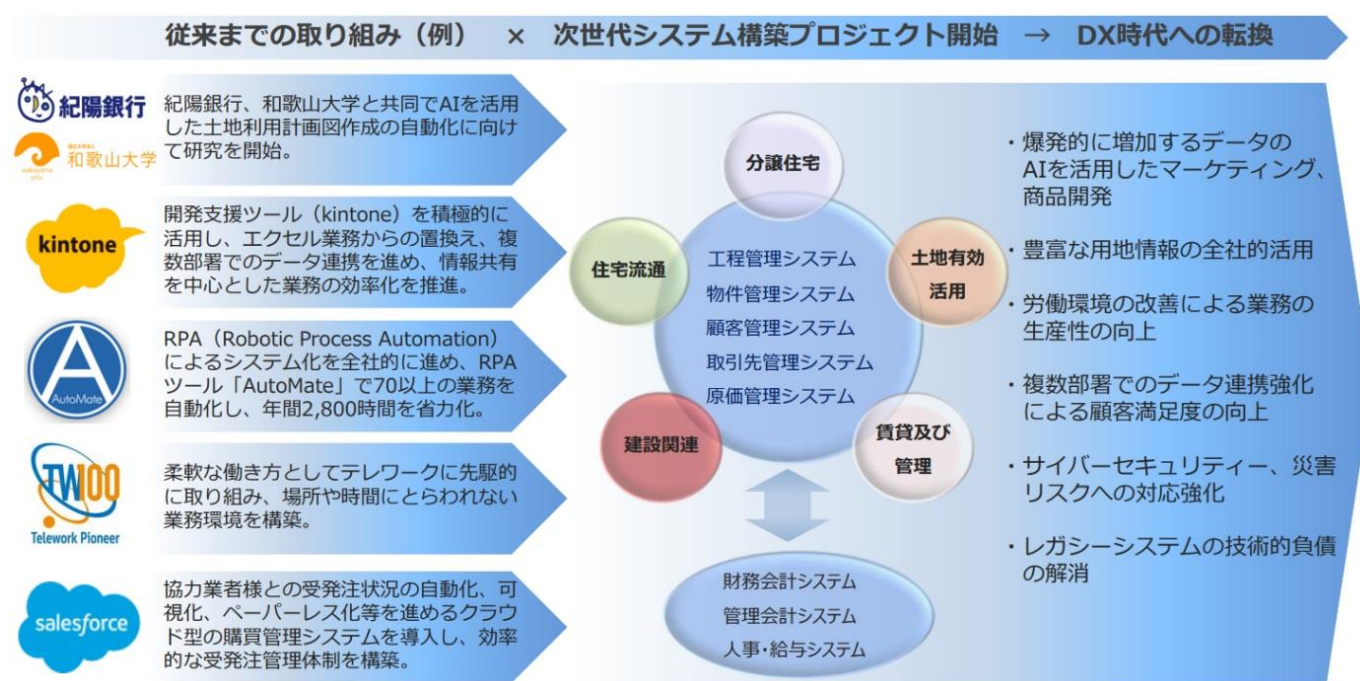 従来までの取り組み（例） × 次世代システム構築プロジェクト開始 → DX時代への転換
紀陽銀行
和歌山大学
紀陽銀行、和歌山大学と共同でAIを活用
した土地利用計画図作成の自動化に向け
て研究を開始。
kintone
開発支援ツール（kintone）を積極的に
活用し、エクセル業務からの置換え、複
数部署でのデータ連携を進め、情報共有
を中心とした業務の効率化を推進。
A
AutoMate
RPA（Robotic Process Automation）
によるシステム化を全社的に進め、RPA
ツール「AutoMate」で70以上の業務を
自動化し、年間2,800時間を省力化。
TW100
Telework Pioneer
柔軟な働き方としてテレワークに先駆的
に取り組み、場所や時間にとらわれない
業務環境を構築。
salesforce
協力業者様との受発注状況の自動化、可
視化、ペーパーレス化等を進めるクラウ
ド型の購買管理システムを導入し、効率
的な受発注管理体制を構築。
分譲住宅
住宅流通
土地有効
活用
建設関連
賃貸及び
管理
工程管理システム
物件管理システム
顧客管理システム
取引先管理システム
原価管理システム
財務会計システム
管理会計システム
人事・給与システム
・爆発的に増加するデータの
AIを活用したマーケティング、
商品開発
・豊富な用地情報の全社的活用
・労働環境の改善による業務の
生産性の向上
・複数部署でのデータ連携強化
による顧客満足度の向上
・サイバーセキュリティー、災害
リスクへの対応強化
・レガシーシステムの技術的負債
の解消